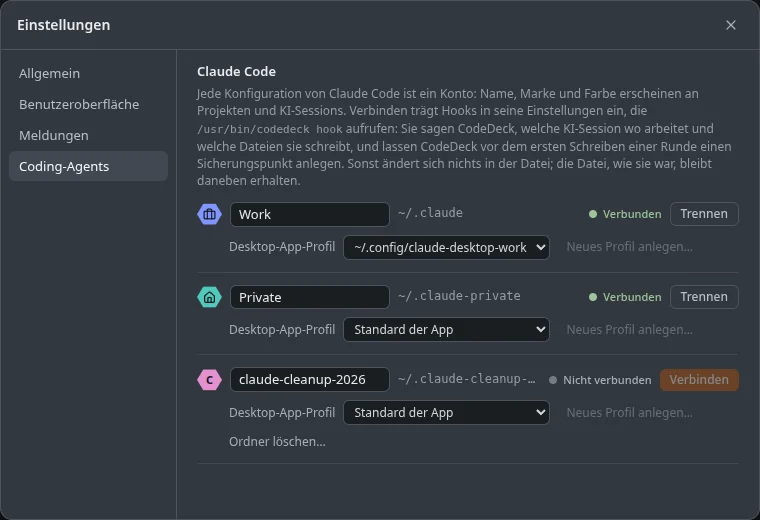 Einstellungen
Allgemein
Benutzeroberfläche
Meldungen
Coding-Agents
Claude Code
Jede Konfiguration von Claude Code ist ein Konto: Name, Marke und Farbe erscheinen an
Projekten und KI-Sessions. Verbinden trägt Hooks in seine Einstellungen ein, die
/usr/bin/codedeck hook aufrufen: Sie sagen CodeDeck, welche KI-Session wo arbeitet und
welche Dateien sie schreibt, und lassen CodeDeck vor dem ersten Schreiben einer Runde einen
Sicherungspunkt anlegen. Sonst ändert sich nichts in der Datei; die Datei, wie sie war, bleibt
daneben erhalten.
Work ~/.claude Verbunden Trennen
Desktop-App-Profil ~/.config/claude-desktop-work Neues Profil anlegen…
Private ~/.claude-private Verbunden Trennen
Desktop-App-Profil Standard der App Neues Profil anlegen…
C claude-cleanup-2026 ~/.claude-cleanup-… Nicht verbunden Verbinden
Desktop-App-Profil Standard der App Neues Profil anlegen…
Ordner löschen…